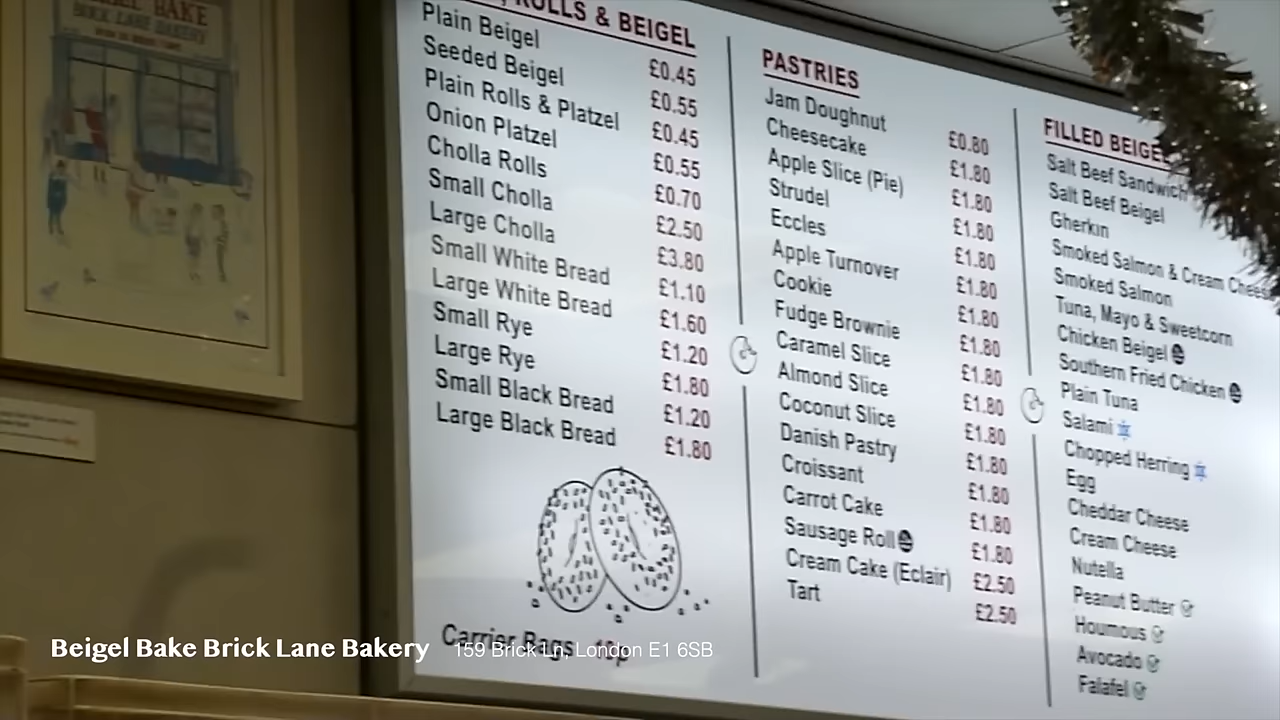 BEIGEL BAKE
BRICK LANE BAKERY
ROLLS & BEIGEL
Plain Beigel £0.45
Seeded Beigel £0.55
Plain Rolls & Platzel £0.45
Onion Platzel £0.55
Cholla Rolls £0.70
Small Cholla £2.50
Large Cholla £3.80
Small White Bread £1.10
Large White Bread £1.60
Small Rye £1.20
Large Rye £1.80
Small Black Bread £1.20
Large Black Bread £1.80
Carrier Bags 10p
PASTRIES
Jam Doughnut £0.80
Cheesecake £1.80
Apple Slice (Pie) £1.80
Strudel £1.80
Eccles £1.80
Apple Turnover £1.80
Cookie £1.80
Fudge Brownie £1.80
Caramel Slice £1.80
Almond Slice £1.80
Coconut Slice £1.80
Danish Pastry £1.80
Croissant £1.80
Carrot Cake £1.80
Sausage Roll £1.80
Cream Cake (Eclair) £2.50
Tart £2.50
FILLED BEIGEL
Salt Beef Sandwich
Salt Beef Beigel
Gherkin
Smoked Salmon & Cream Cheese
Smoked Salmon
Tuna, Mayo & Sweetcorn
Chicken Beigel
Southern Fried Chicken
Plain Tuna
Salami
Chopped Herring
Egg
Cheddar Cheese
Cream Cheese
Nutella
Peanut Butter
Houmous
Avocado
Falafel
Beigel Bake Brick Lane Bakery 159 Brick Ln, London E1 6SB